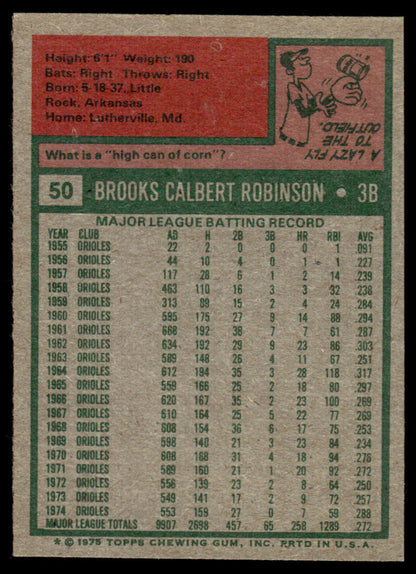 Height: 6'1" Weight: 190
Bats: Right Throws: Right
Born: 5-18-37, Little
Rock, Arkansas
Home: Lutherville, Md.
What is a "high can of corn"?
A LAZY FLY
TO THE
OUTFIELD.
50 BROOKS CALBERT ROBINSON • 3B
MAJOR LEAGUE BATTING RECORD
YEAR CLUB AB H 2B 3B HR RBI AVG
1955 ORIOLES 22 2 0 0 0 1 .091
1956 ORIOLES 44 10 4 0 1 1 .227
1957 ORIOLES 117 28 6 1 2 14 .239
1958 ORIOLES 463 110 16 3 3 32 .238
1959 ORIOLES 313 89 15 2 4 24 .284
1960 ORIOLES 595 175 27 9 14 88 .294
1961 ORIOLES 668 192 38 7 7 61 .287
1962 ORIOLES 634 192 29 9 23 86 .303
1963 ORIOLES 589 148 26 4 11 67 .251
1964 ORIOLES 612 194 35 3 28 118 .317
1965 ORIOLES 559 166 25 2 18 80 .297
1966 ORIOLES 620 167 35 2 23 100 .269
1967 ORIOLES 610 164 25 5 22 77 .269
1968 ORIOLES 608 154 36 6 17 75 .253
1969 ORIOLES 598 140 21 3 23 84 .234
1970 ORIOLES 608 168 31 4 18 94 .276
1971 ORIOLES 589 160 21 1 20 92 .272
1972 ORIOLES 556 139 23 2 8 64 .250
1973 ORIOLES 549 141 17 2 9 72 .257
1974 ORIOLES 553 159 27 0 7 59 .288
MAJOR LEAGUE TOTALS 9907 2698 457 65 258 1289 .272
* © 1975 TOPPS CHEWING GUM, INC. PRTD IN U.S.A.